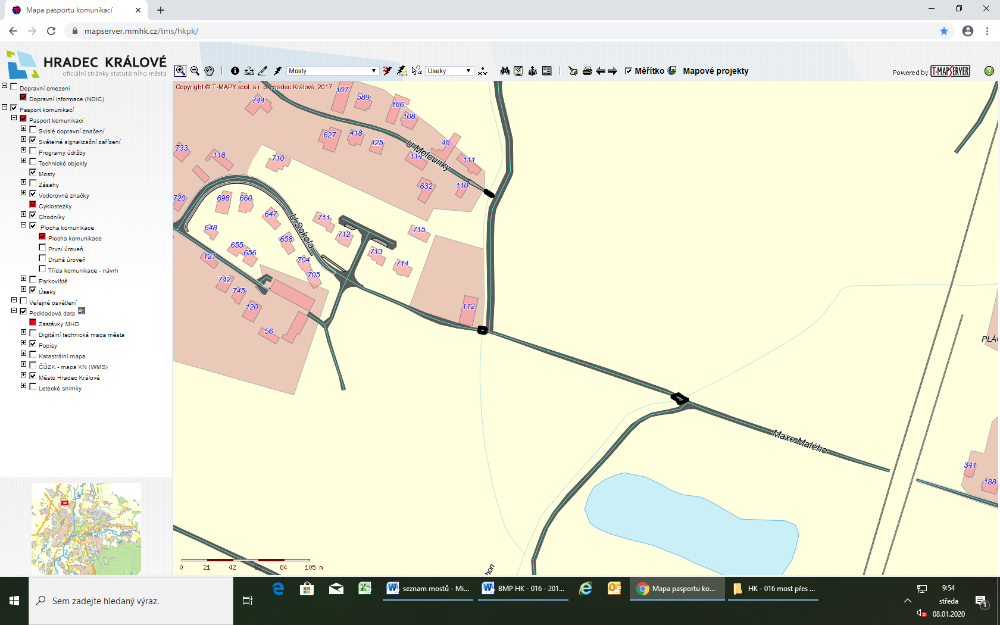 Mapa pasportu komunikací
mapserver.mmhk.cz/tms/hkpk/
HRADEC KRÁLOVÉ
oficiální stránky statutárního města
Mosty
Úseky
Měřítko
Mapové projekty
Powered by T-MAPSERVER
Copyright © T-MAPY spol. s r. o. Hradec Králové, 2017
Dopravní omezení
Dopravní informace (NDIC)
Pasport komunikací
Pasport komunikací
Svislé dopravní značení
Světelné signalizační zařízení
Programy údržby
Technické objekty
Mosty
Zásahy
Vodorovné značky
Cyklostezky
Chodníky
Plocha komunikace
Plocha komunikace
První úroveň
Druhá úroveň
Třída komunikace - návrh
Parkoviště
Úseky
Veřejné osvětlení
Podkladová data
Zastávky MHD
Digitální technická mapa města
Popisy
Katastrální mapa
ČÚZK - mapa KN (WMS)
Město Hradec Králové
Letecké snímky
107
589
744
186
108
627
418
425
48
U Melounky
114
111
733
118
710
632
110
720
698
660
647
711
U Sokola
648
712
715
658
655
656
713
121
704
714
705
742
745
120
112
56
PLÁC
Maxe Malého
341
188
hon
0 21 42 63 84 105 m
Sem zadejte hledaný výraz.
seznam mostů - Mi...
BMP HK - 016 - 201...
Mapa pasportu ko...
HK - 016 most přes ...
9:54
středa
08.01.2020
1